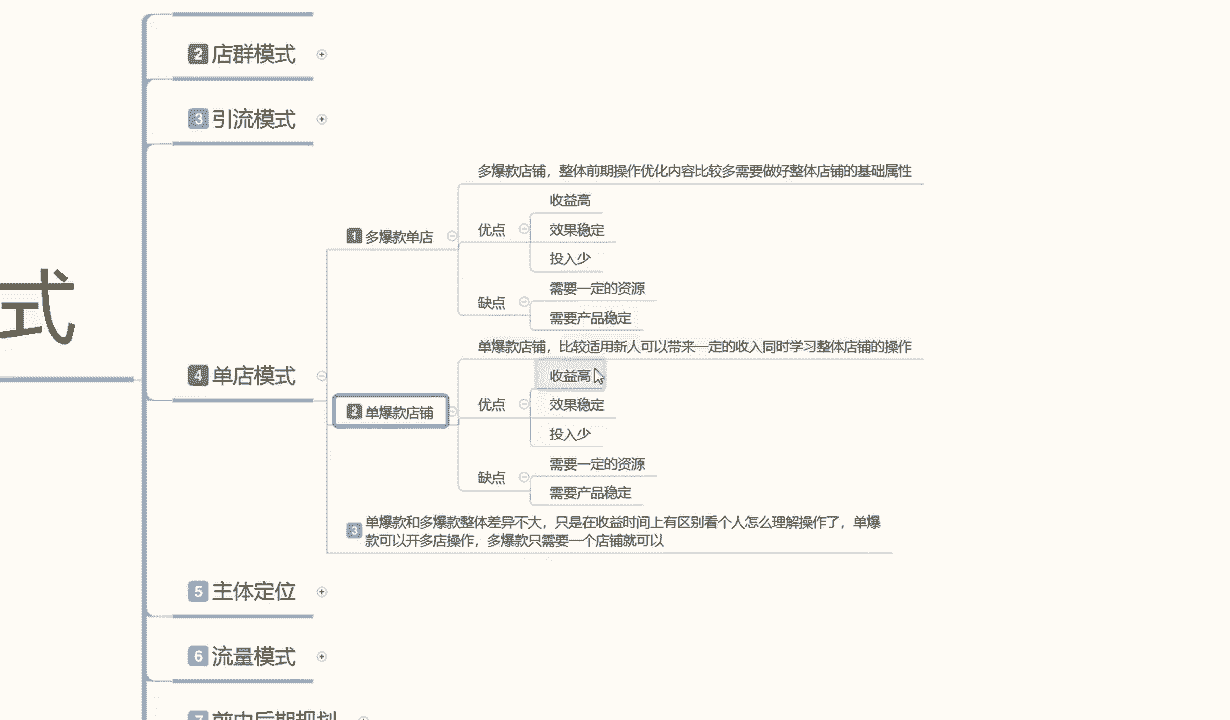 2 店群模式
3 引流模式
多爆款店铺，整体前期操作优化内容比较多需要做好整体店铺的基础属性
收益高
1 多爆款单店
优点
效果稳定
投入少
需要一定的资源
缺点
需要产品稳定
式
单爆款店铺，比较适用新人可以带来一定的收入同时学习整体店铺的操作
4 单店模式
收益高
2 单爆款店铺
优点
效果稳定
投入少
需要一定的资源
缺点
需要产品稳定
3 单爆款和多爆款整体差异不大，只是在收益时间上有区别看个人怎么理解操作了，单爆
款可以开多店操作，多爆款只需要一个店铺就可以
5 主体定位
6 流量模式
7 前中后期规划